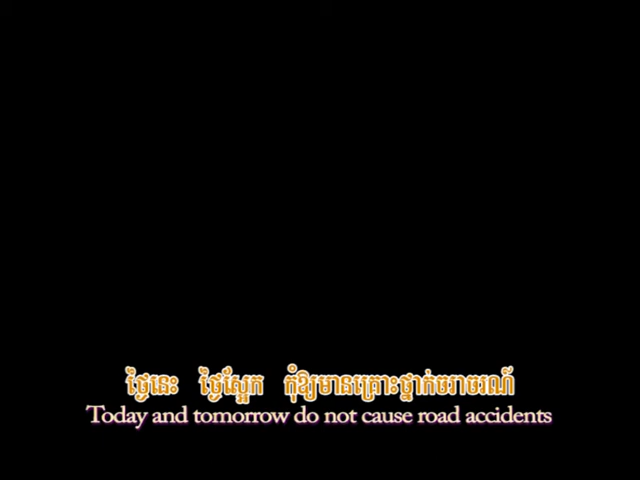 ថ្ងៃនេះ ថ្ងៃស្អែក កុំឱ្យមានគ្រោះថ្នាក់ចរាចរណ៍
Today and tomorrow do not cause road accidents